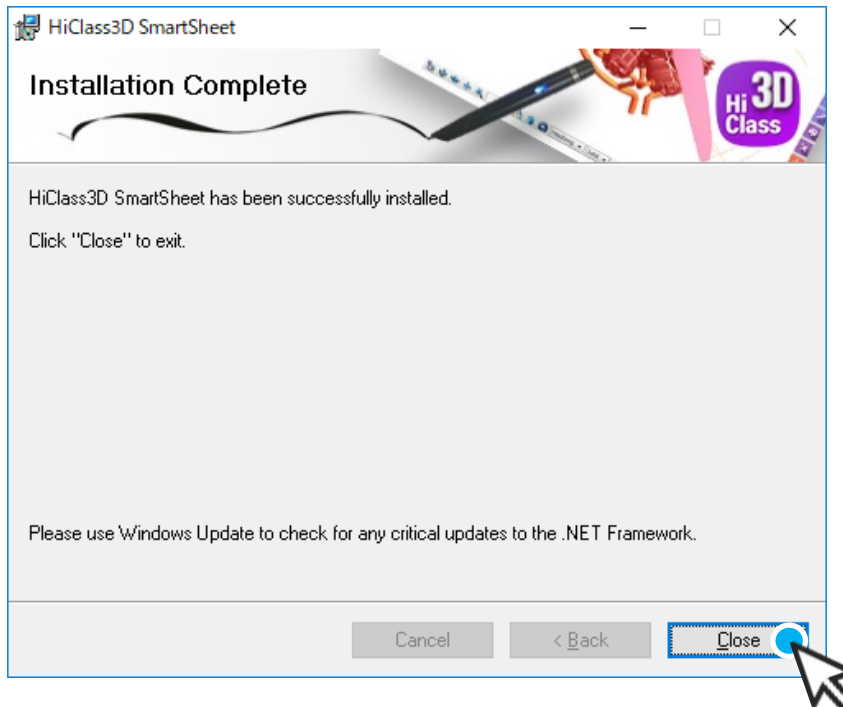 HiClass3D SmartSheet
Installation Complete
Hi 3D
Class
HiClass3D SmartSheet has been successfully installed.
Click "Close" to exit.
Please use Windows Update to check for any critical updates to the .NET Framework.
Cancel
< Back
Close